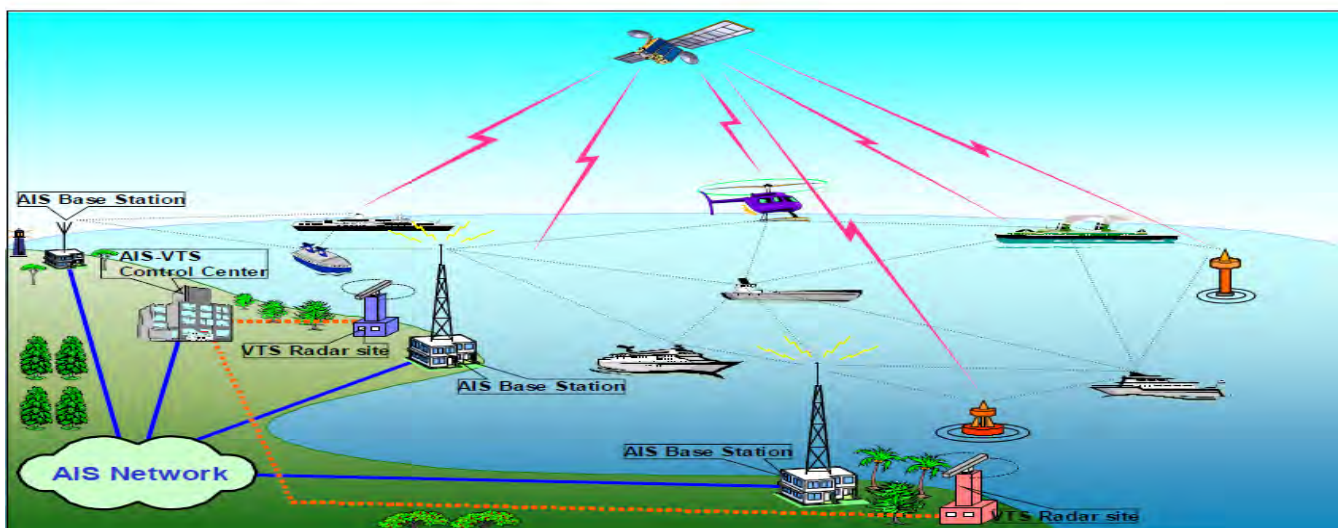 AIS Base Station
AIS-VTS
Control Center
VTS Radar site
AIS Base Station
AIS Base Station
AIS Network
VTS Radar site